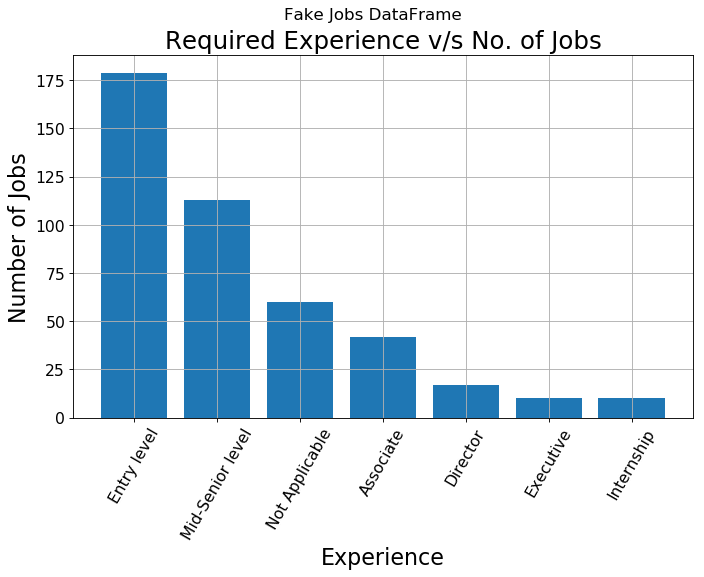 Fake Jobs DataFrame
Required Experience v/s No. of Jobs
Number of Jobs
175
150
125
100
75
50
25
0
Entry level
Mid-Senior level
Not Applicable
Associate
Director
Executive
Internship
Experience